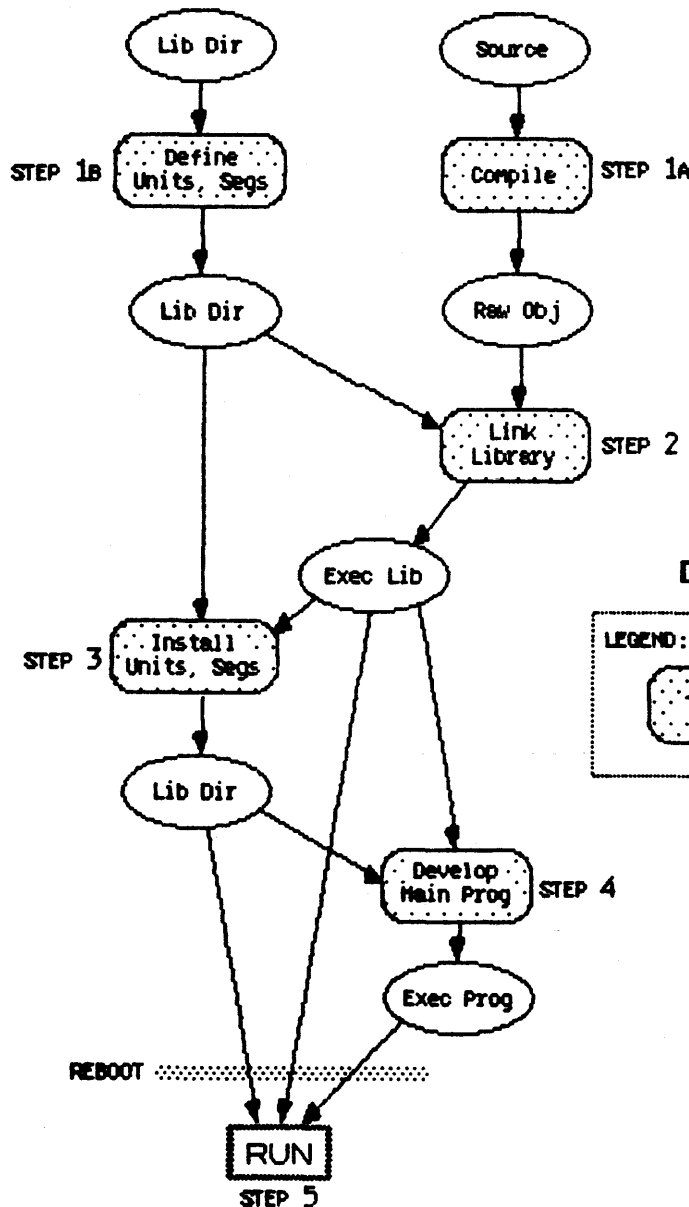 Lib Dir
Source
STEP 1B
Define
Units, Segs
Compile
STEP 1A
Lib Dir
Raw Obj
Link
Library
STEP 2
Exec Lib
D
LEGEND:
STEP 3
Install
Units, Segs
Lib Dir
Develop
Main Prog
STEP 4
Exec Prog
REBOOT
RUN
STEP 5